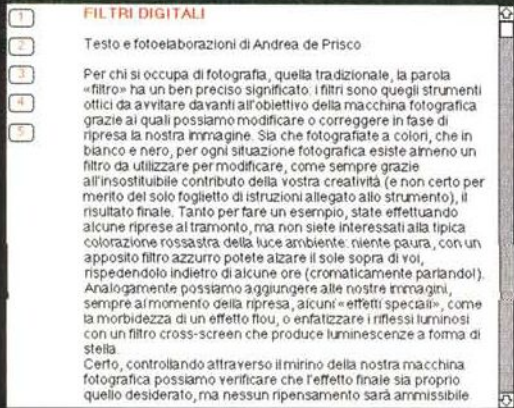 1
2
3
4
5
FILTRI DIGITALI
Testo e fotoelaborazioni di Andrea de Prisco
Per chi si occupa di fotografia, quella tradizionale, la parola
«filtro» ha un ben preciso significato: i filtri sono quegli strumenti
ottici da avvitare davanti all'obiettivo della macchina fotografica
grazie ai quali possiamo modificare o correggere in fase di
ripresa la nostra immagine. Sia che fotografiate a colori, che in
bianco e nero, per ogni situazione fotografica esiste almeno un
filtro da utilizzare per modificare, come sempre grazie
all'insostituibile contributo della vostra creatività (e non certo per
merito del solo foglietto di istruzioni allegato allo strumento), il
risultato finale. Tanto per fare un esempio, state effettuando
alcune riprese al tramonto, ma non siete interessati alla tipica
colorazione rossastra della luce ambiente: niente paura, con un
apposito filtro azzurro potete alzare il sole sopra di voi,
rispedendolo indietro di alcune ore (cromaticamente parlando!).
Analogamente possiamo aggiungere alle nostre immagini,
sempre al momento della ripresa, alcuni «effetti speciali», come
la morbidezza di un effetto flou, o enfatizzare i riflessi luminosi
con un filtro cross-screen che produce luminescenze a forma di
stella.
Certo, controllando attraverso il mirino della nostra macchina
fotografica possiamo verificare che l'effetto finale sia proprio
quello desiderato, ma nessun ripensamento sarà ammissibile